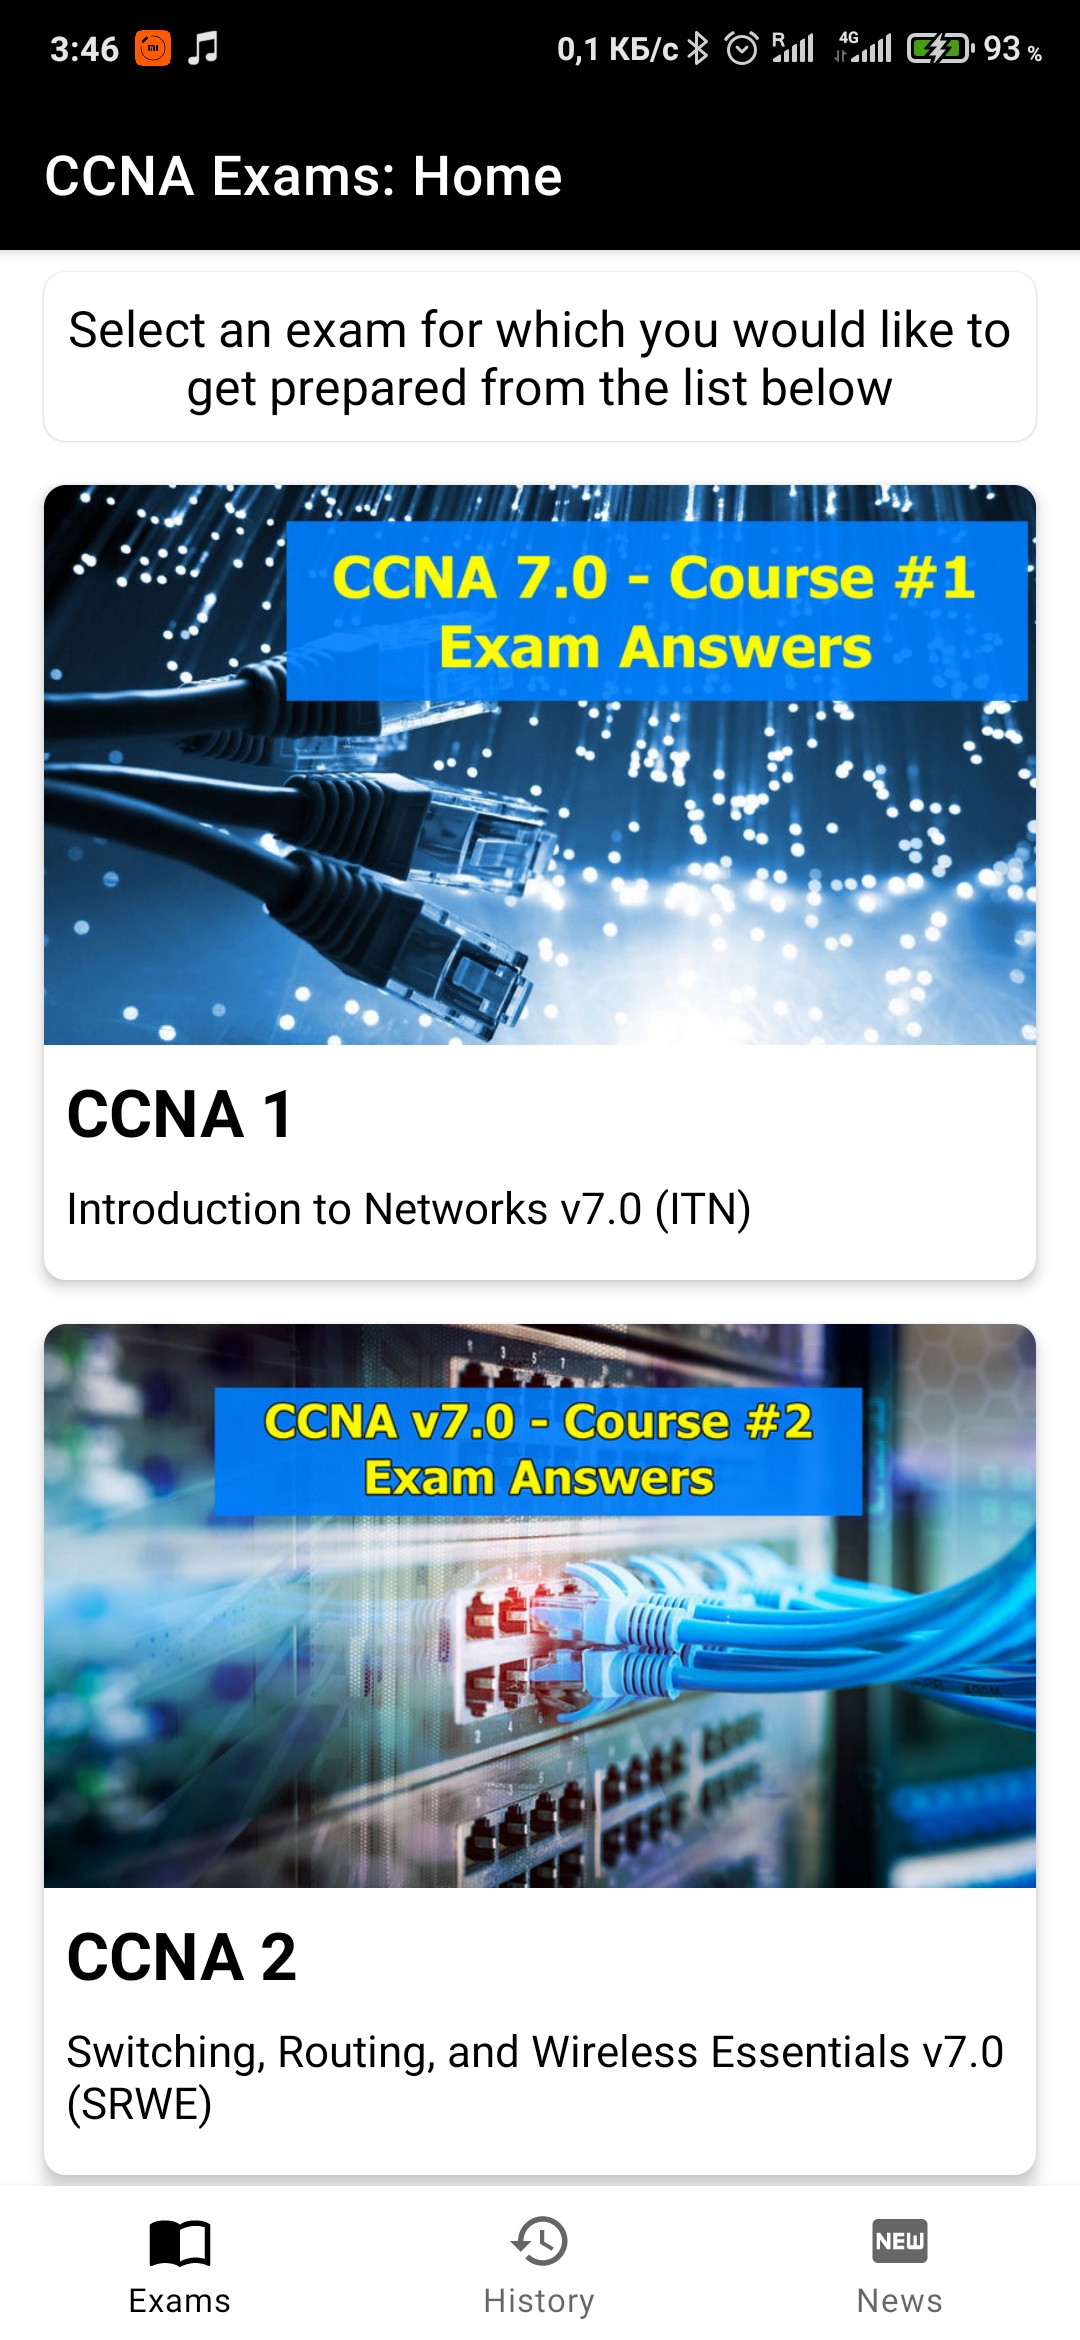 3:46
0,1 КБ/с
R
4G
93 %
CCNA Exams: Home
Select an exam for which you would like to
get prepared from the list below
CCNA 7.0 - Course #1
Exam Answers
CCNA 1
Introduction to Networks v7.0 (ITN)
CCNA v7.0 - Course #2
Exam Answers
CCNA 2
Switching, Routing, and Wireless Essentials v7.0
(SRWE)
NEW
Exams
History
News